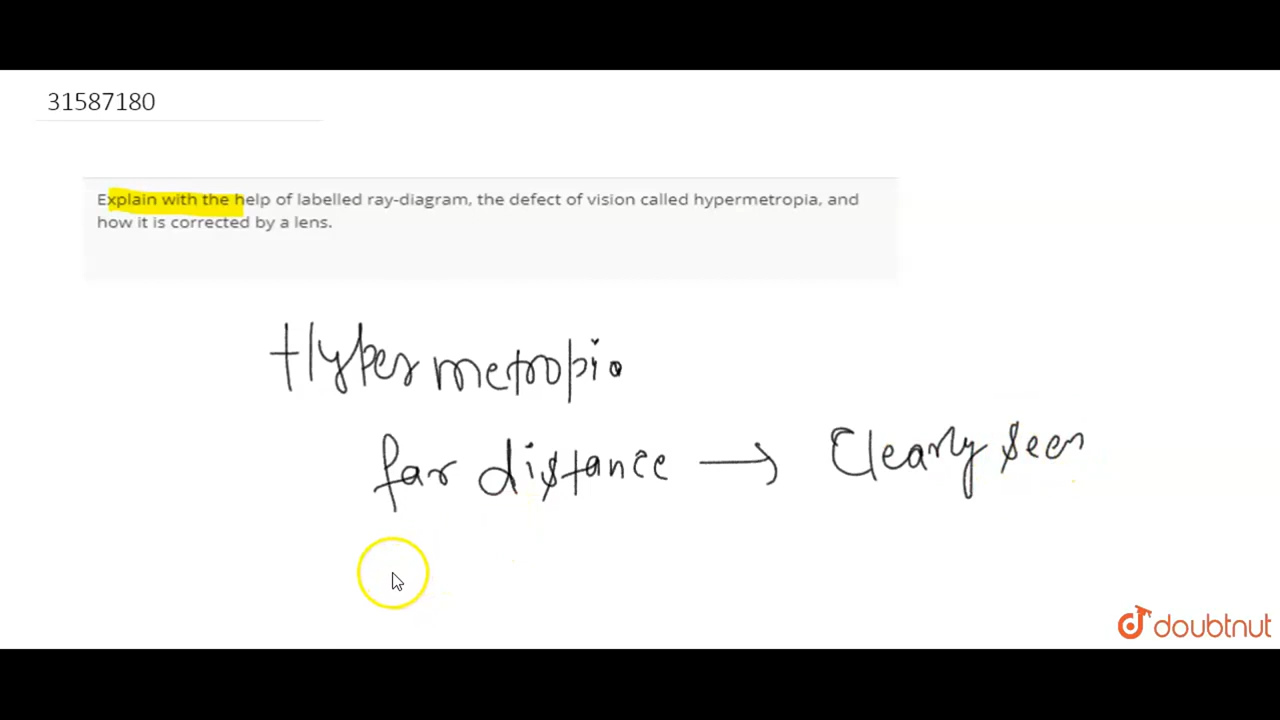 31587180
Explain with the help of labelled ray-diagram, the defect of vision called hypermetropia, and
how it is corrected by a lens.
Hypermetropia
far distance → Clearly seen
doubtnut